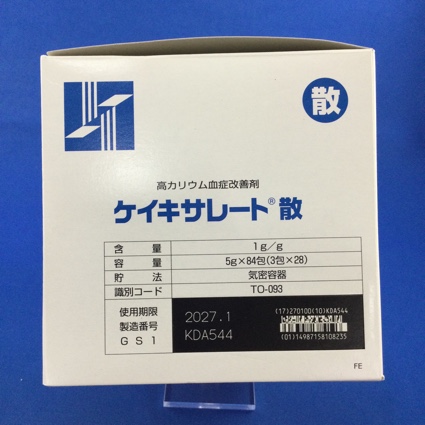 散
高カリウム血症改善剤
ケイキサレート®散
含量 1g/g
容量 5g×84包(3包×28)
貯法 気密容器
識別コード TO-093
使用期限 2027.1
製造番号 KDA544
GS1
(17)270100(10)KDA544
(01)14987158108235
FE